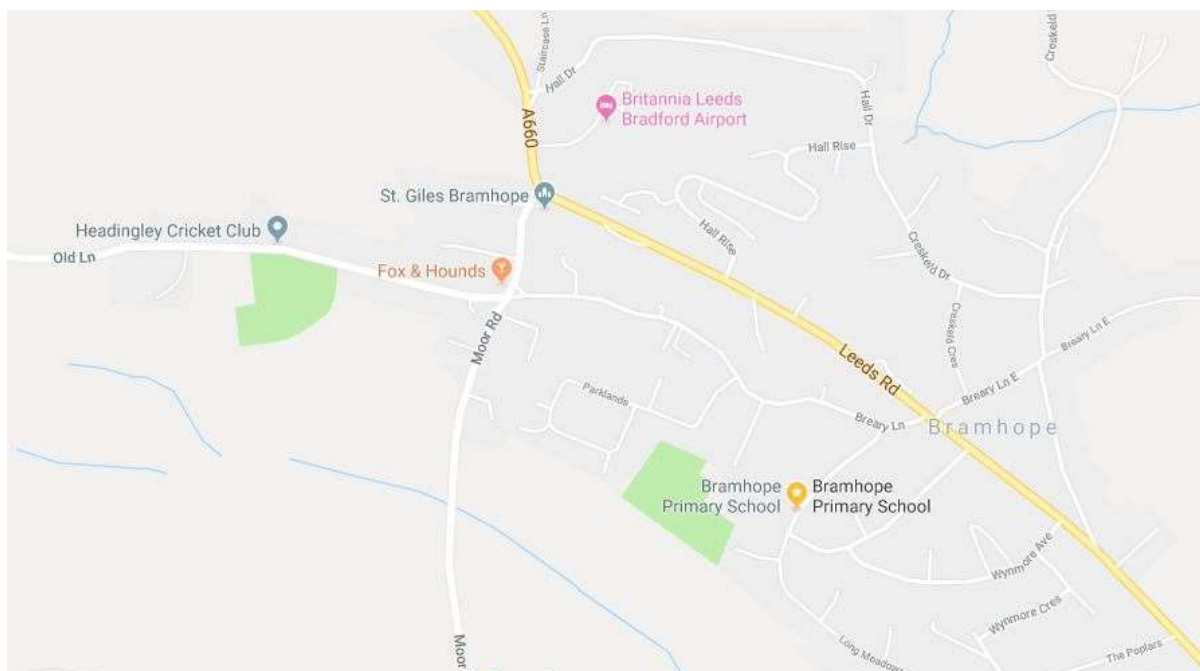 Staircase Ln
Hall Dr
Creskeld
A660
Britannia Leeds
Bradford Airport
Hall Dr
Hall Rise
St. Giles Bramhope
Headingley Cricket Club
Old Ln
Hall Rise
Creskeld Dr
Fox & Hounds
Moor Rd
Creskeld Cres
Breary Ln E
Leeds Rd
Parklands
Breary Ln E
Breary Ln
Bramhope
Bramhope
Primary School
Bramhope
Primary School
Wynmore Ave
Wynmore Cres
Long Meadows
The Poplars
Moor